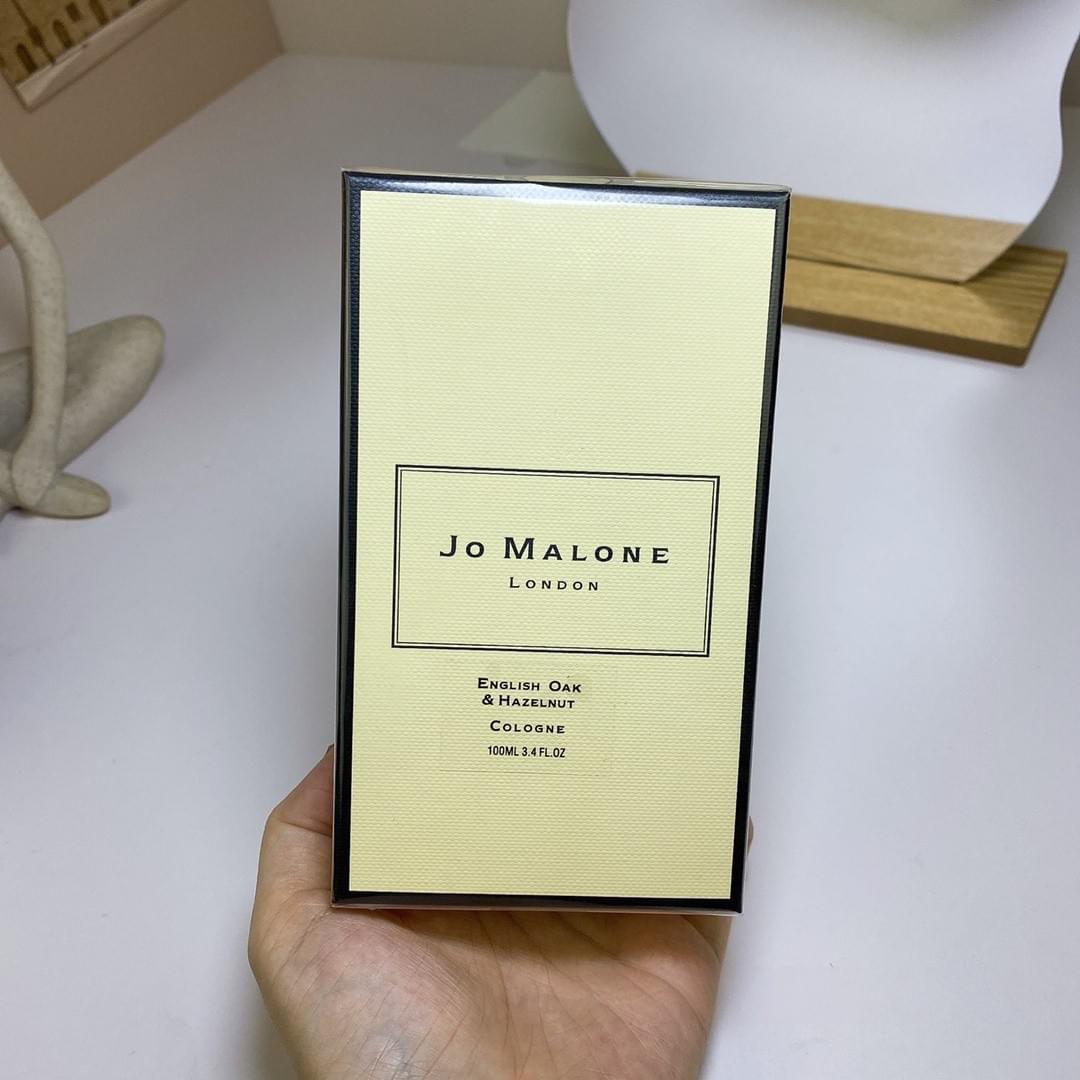 Jo Malone
London
English Oak
& Hazelnut
Cologne
100ML 3.4 FL.OZ